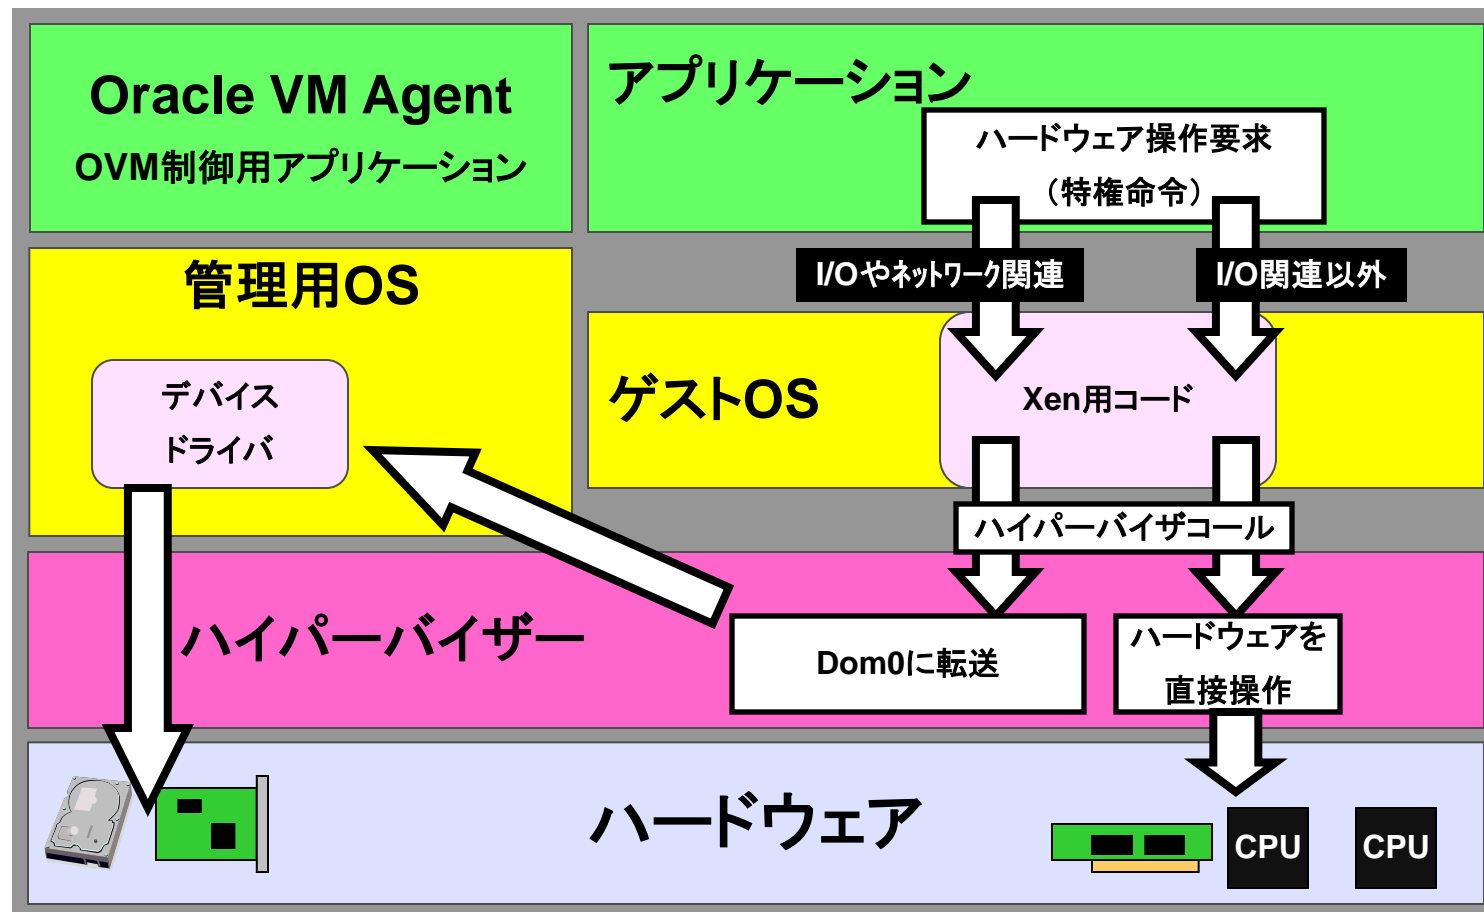 Oracle VM Agent
OVM制御用アプリケーション
アプリケーション
ハードウェア操作要求
（特権命令）
I/Oやネットワーク関連
I/O関連以外
管理用OS
デバイス
ドライバ
ゲストOS
Xen用コード
ハイパーバイザコール
ハイパーバイザー
Dom0に転送
ハードウェアを
直接操作
ハードウェア
CPU
CPU